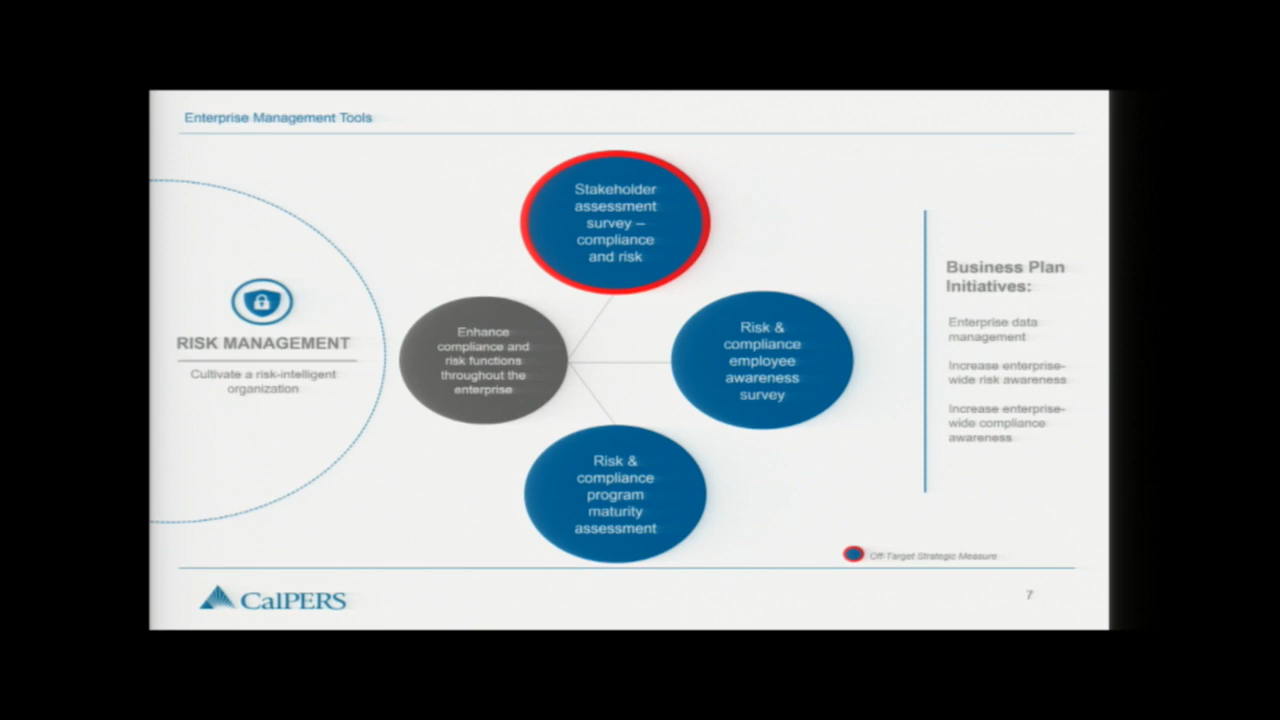 Enterprise Management Tools
Stakeholder
assessment
survey –
compliance
and risk
RISK MANAGEMENT
Cultivate a risk-intelligent
organization
Enhance
compliance and
risk functions
throughout the
enterprise
Risk &
compliance
employee
awareness
survey
Risk &
compliance
program
maturity
assessment
Business Plan
Initiatives:
Enterprise data
management
Increase enterprise-
wide risk awareness
Increase enterprise-
wide compliance
awareness
Off-Target Strategic Measure
CalPERS
7